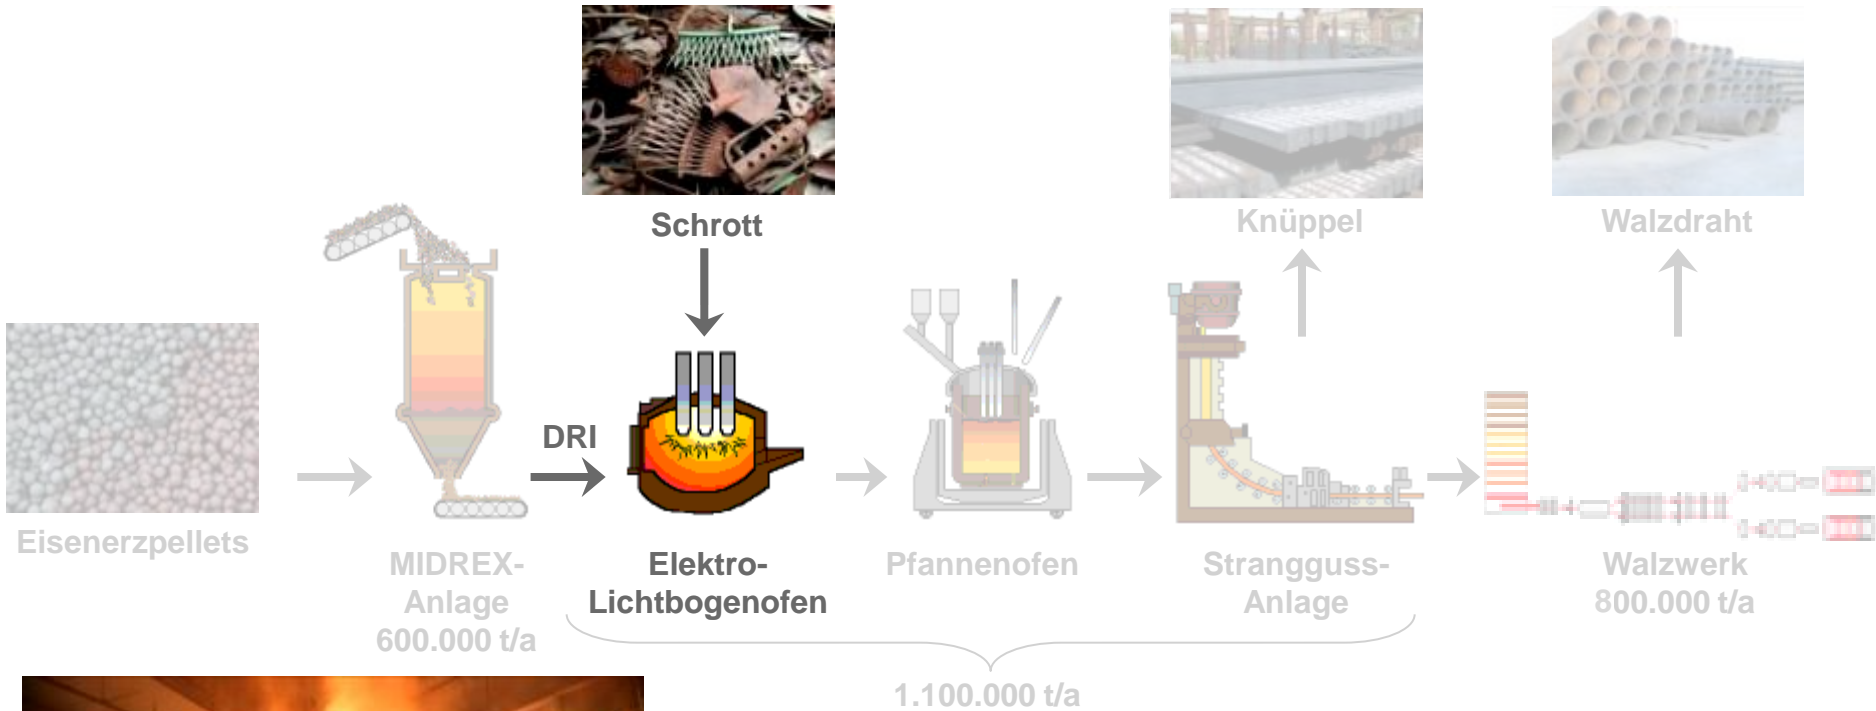 Schrott
Knüppel
Walzdraht
DRI
Eisenerzpellets
MIDREX-
Anlage
600.000 t/a
Elektro-
Lichtbogenofen
Pfannenofen
Strangguss-
Anlage
Walzwerk
800.000 t/a
1.100.000 t/a